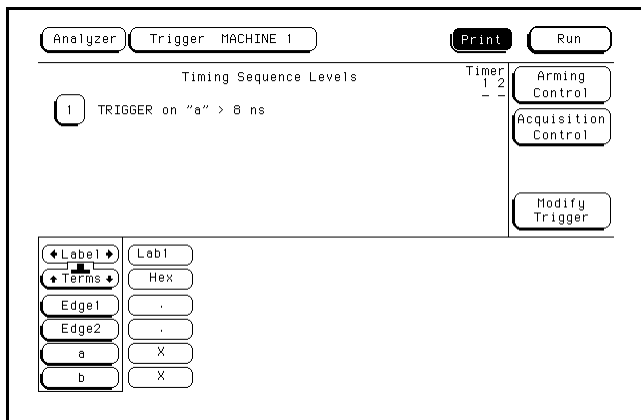 Analyzer Trigger MACHINE 1 Print Run
Timing Sequence Levels
Timer
1 2
- -
Arming
Control
1 TRIGGER on "a" > 8 ns
Acquisition
Control
Modify
Trigger
Label Lab1
Terms Hex
Edge1 .
Edge2 .
a X
b X